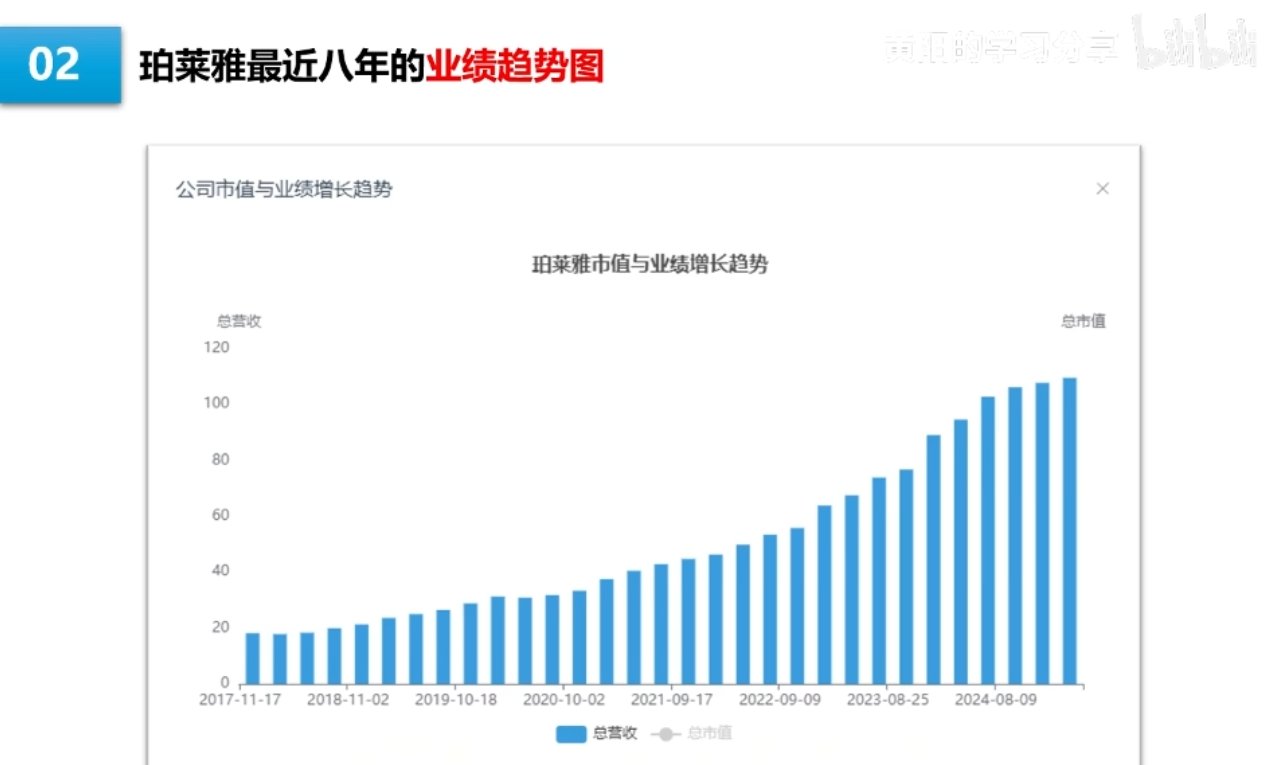 02
珀莱雅最近八年的业绩趋势图
黄阳的学习分享 bilibili
公司市值与业绩增长趋势 ×
珀莱雅市值与业绩增长趋势
总营收 总市值
120
100
80
60
40
20
0
2017-11-17 2018-11-02 2019-10-18 2020-10-02 2021-09-17 2022-09-09 2023-08-25 2024-08-09
总营收 总市值